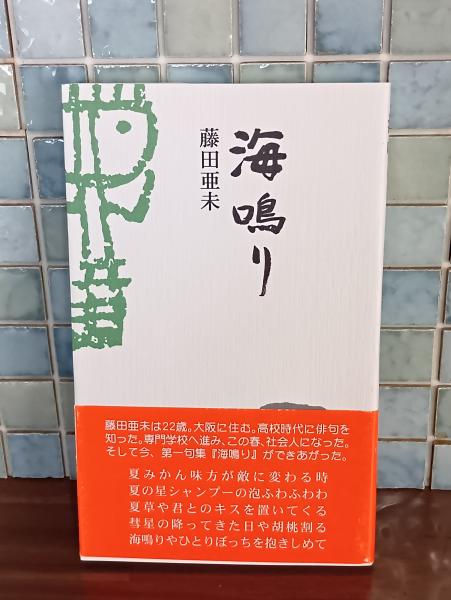 海鳴り
藤田亜未
藤田亜未は22歳。大阪に住む。高校時代に俳句を
知った。専門学校へ進み、この春、社会人になった。
そして今、第一句集『海鳴り』ができあがった。
夏みかん味方が敵に変わる時
夏の星シャンプーの泡ふわふわわ
夏草や君とのキスを置いてくる
彗星の降ってきた日や胡桃割る
海鳴りやひとりぼっちを抱きしめて